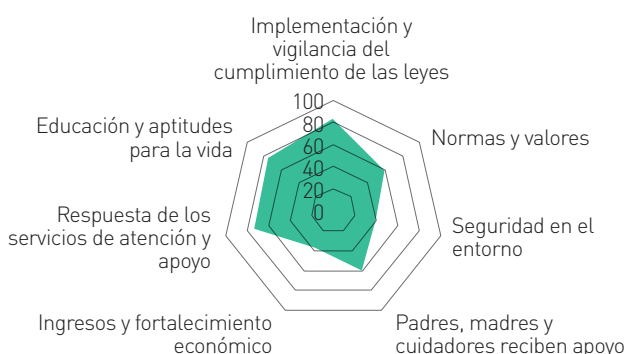 Implementación y
vigilancia del
cumplimiento de las leyes
100
80
60
40
20
0
Normas y valores
Seguridad en el
entorno
Padres, madres y
cuidadores reciben apoyo
Ingresos y fortalecimiento
económico
Respuesta de los
servicios de atención y
apoyo
Educación y aptitudes
para la vida